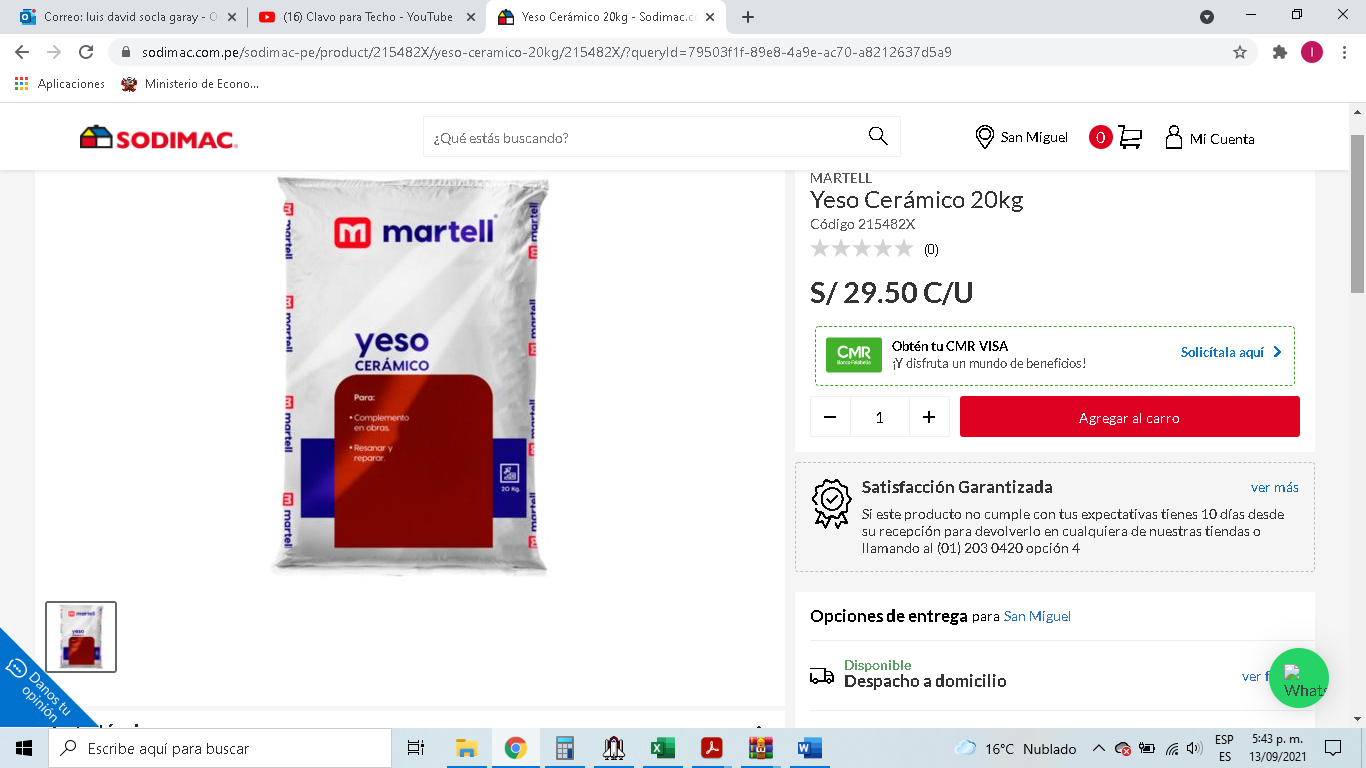 Correo: luis david socla garay - O
(16) Clavo para Techo - YouTube
Yeso Cerámico 20kg - Sodimac.c
sodimac.com.pe/sodimac-pe/product/215482X/yeso-ceramico-20kg/215482X/?queryId=79503f1f-89e8-4a9e-ac70-a8212637d5a9
I
Aplicaciones
Ministerio de Econo...
SODIMAC
¿Qué estás buscando?
San Miguel
0
Mi Cuenta
m martell
yeso
CERÁMICO
Para:
• Complemento
en obras.
• Resanar y
reparar.
20 Kg.
m martell
m martell
m martell
m martell
MARTELL
Yeso Cerámico 20kg
Código 215482X
(0)
S/ 29.50 C/U
CMR
Banco Falabella
Obtén tu CMR VISA
¡Y disfruta un mundo de beneficios!
Solicítala aquí
1
Agregar al carro
Satisfacción Garantizada
ver más
Si este producto no cumple con tus expectativas tienes 10 días desde
su recepción para devolverlo en cualquiera de nuestras tiendas o
llamando al (01) 203 0420 opción 4
Opciones de entrega para San Miguel
Disponible
Despacho a domicilio
ver f
Whats
Danos tu
opinión
Escribe aquí para buscar
16°C Nublado
ESP
ES
5:43 p. m.
13/09/2021